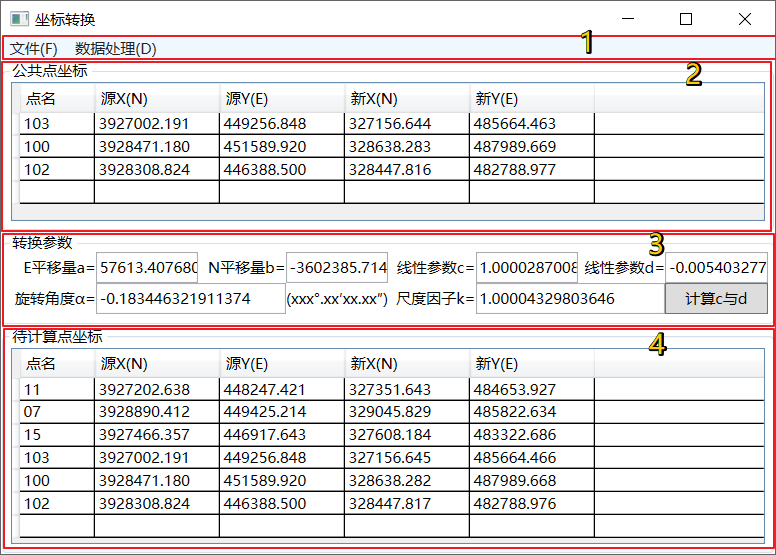 坐标转换
文件(F) 数据处理(D) 1
公共点坐标 2
点名 源X(N) 源Y(E) 新X(N) 新Y(E)
103 3927002.191 449256.848 327156.644 485664.463
100 3928471.180 451589.920 328638.283 487989.669
102 3928308.824 446388.500 328447.816 482788.977
转换参数 3
E平移量a= 57613.407680 N平移量b= -3602385.714 线性参数c= 1.0000287008 线性参数d= -0.005403277
旋转角度α= -0.183446321911374 (xxx°.xx′xx.xx″) 尺度因子k= 1.00004329803646 计算c与d
待计算点坐标 4
点名 源X(N) 源Y(E) 新X(N) 新Y(E)
11 3927202.638 448247.421 327351.643 484653.927
07 3928890.412 449425.214 329045.829 485822.634
15 3927466.357 446917.643 327608.184 483322.686
103 3927002.191 449256.848 327156.645 485664.466
100 3928471.180 451589.920 328638.282 487989.668
102 3928308.824 446388.500 328447.817 482788.976